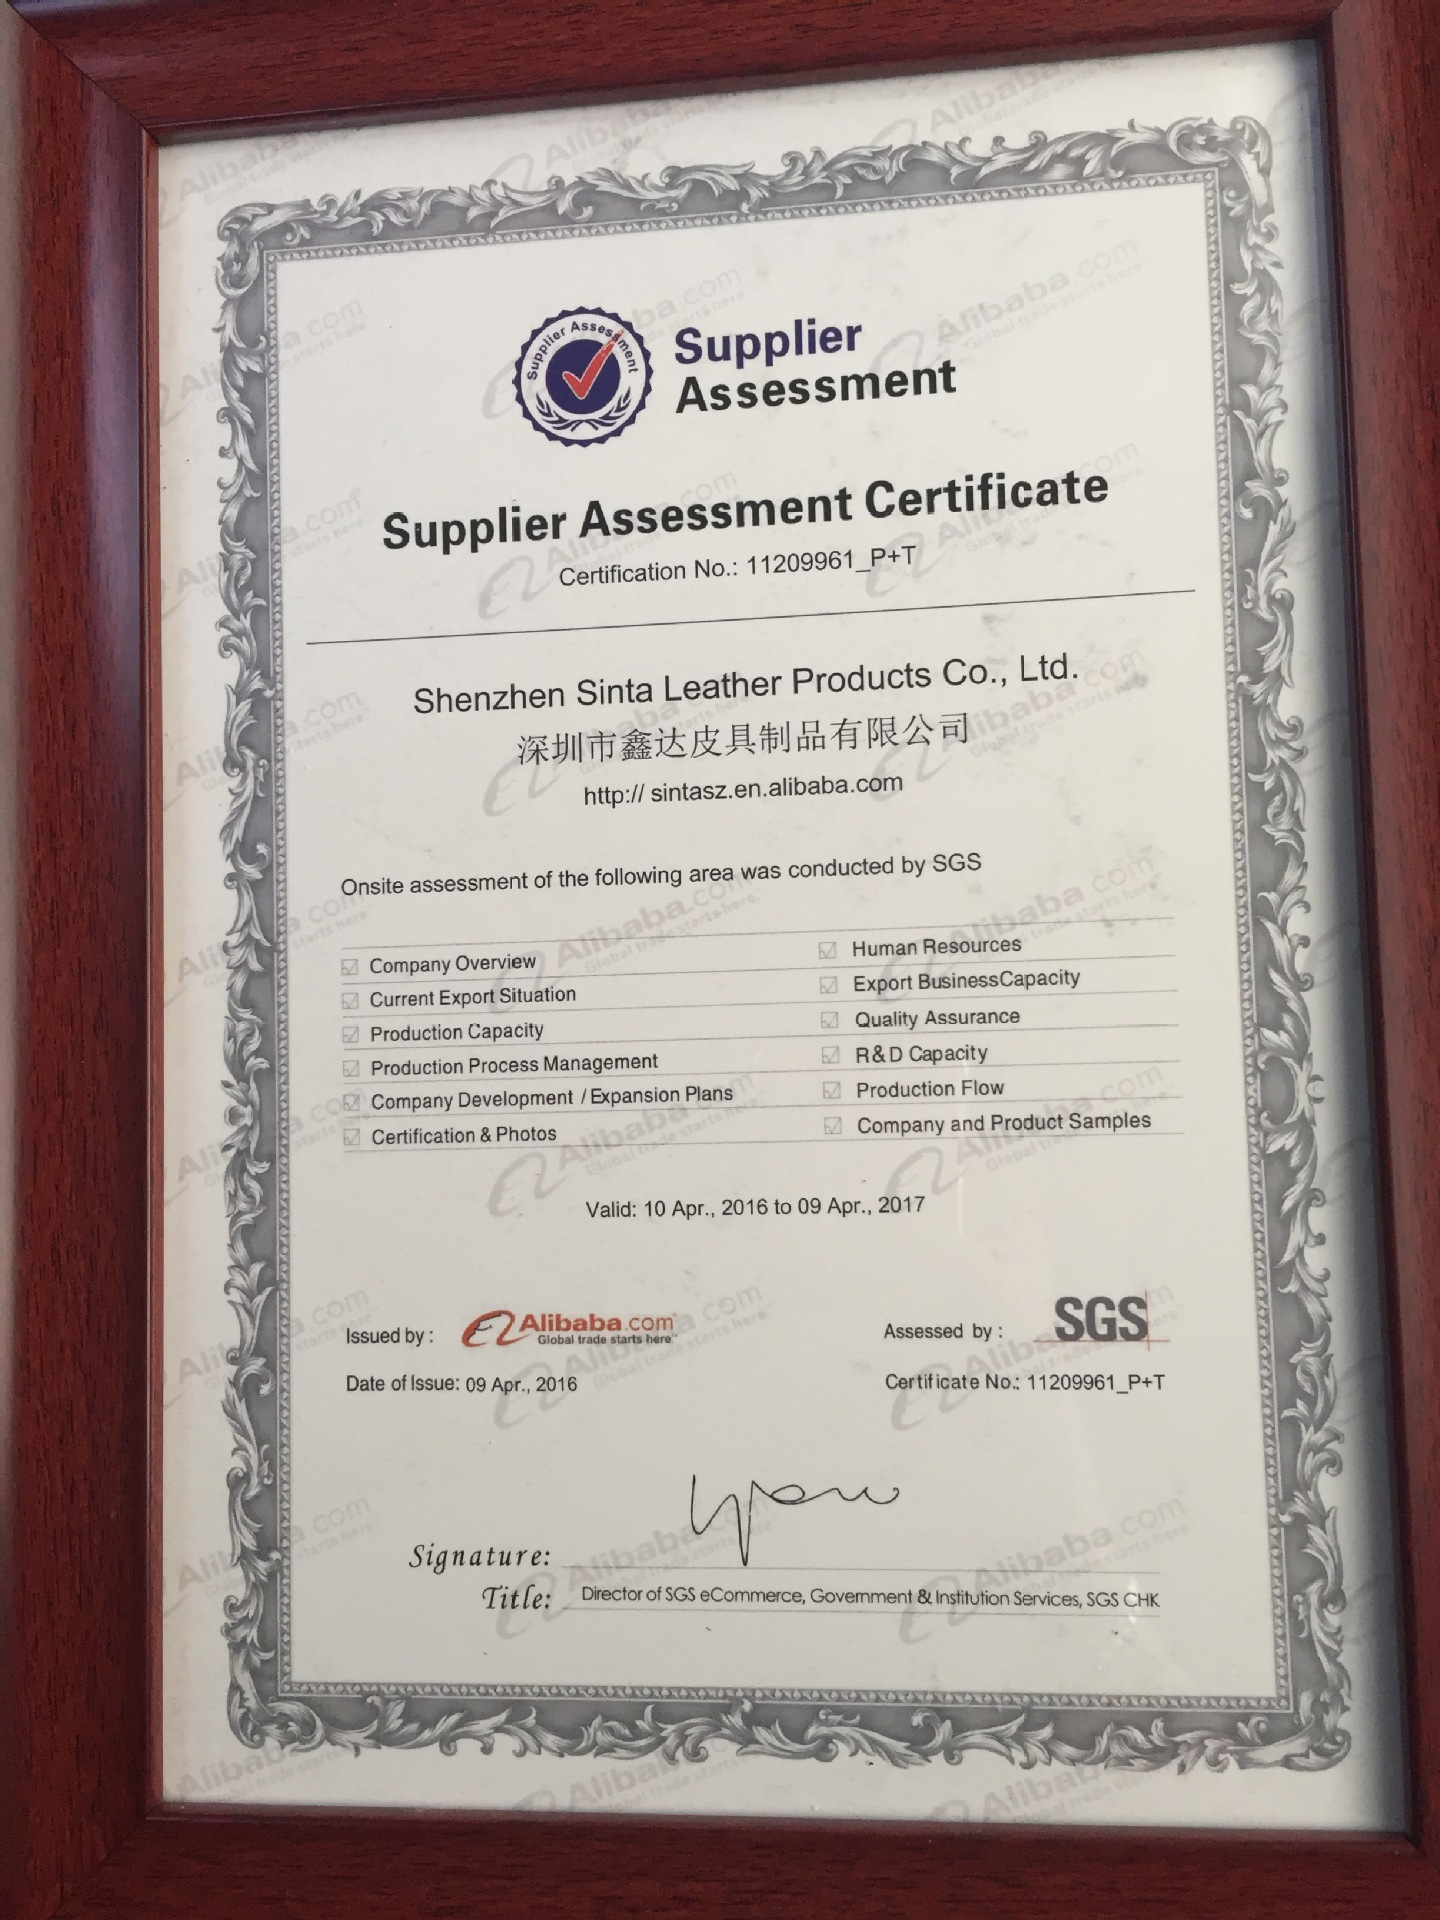 Supplier Assessment
Supplier
Assessment
Supplier Assessment Certificate
Certification No.: 11209961_P+T
Shenzhen Sinta Leather Products Co., Ltd.
深圳市鑫达皮具制品有限公司
http:// sintasz.en.alibaba.com
Onsite assessment of the following area was conducted by SGS
Company Overview
Human Resources
Current Export Situation
Export BusinessCapacity
Production Capacity
Quality Assurance
Production Process Management
R&D Capacity
Company Development / Expansion Plans
Production Flow
Certification & Photos
Company and Product Samples
Valid: 10 Apr., 2016 to 09 Apr., 2017
Issued by : Alibaba.com
Global trade starts here.™
Assessed by : SGS
Date of Issue: 09 Apr., 2016
Certificate No.: 11209961_P+T
Signature:
Title: Director of SGS eCommerce, Government & Institution Services, SGS CHK